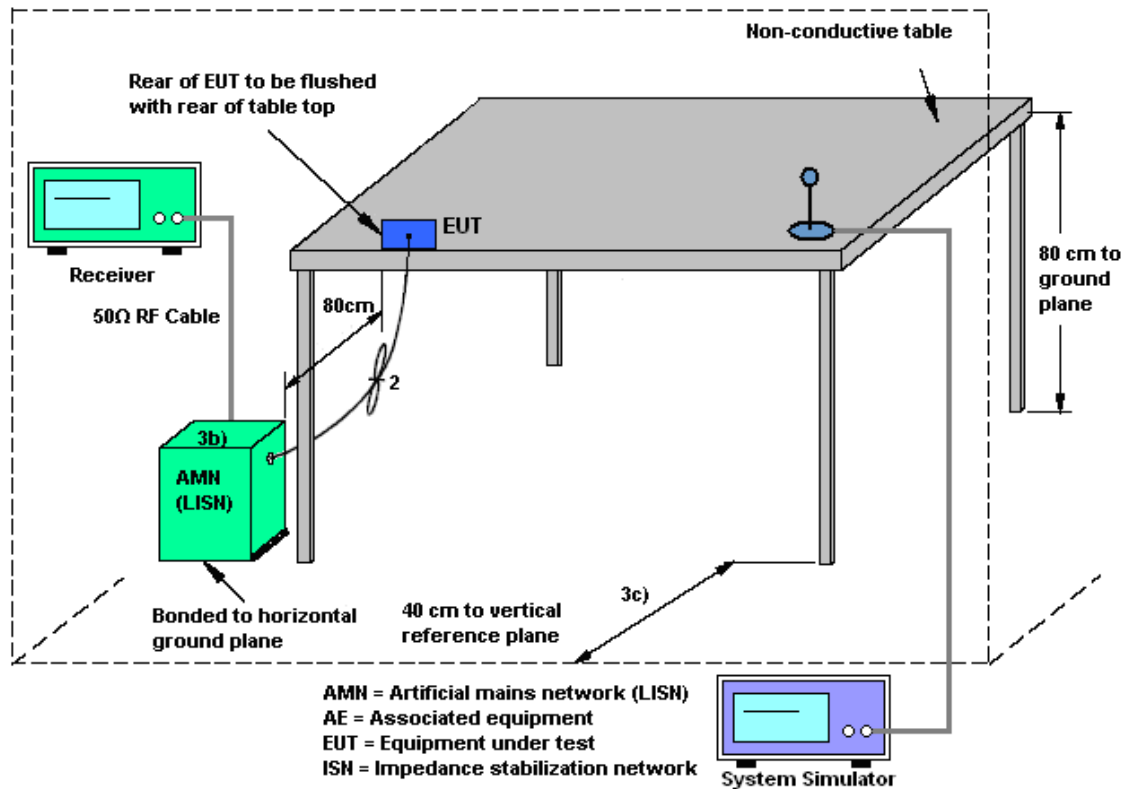 Non-conductive table
Rear of EUT to be flushed
with rear of table top
EUT
Receiver
80cm
80 cm to
ground
plane
50Ω RF Cable
2
3b)
AMN
(LISN)
3c)
Bonded to horizontal
ground plane
40 cm to vertical
reference plane
AMN = Artificial mains network (LISN)
AE = Associated equipment
EUT = Equipment under test
ISN = Impedance stabilization network
System Simulator